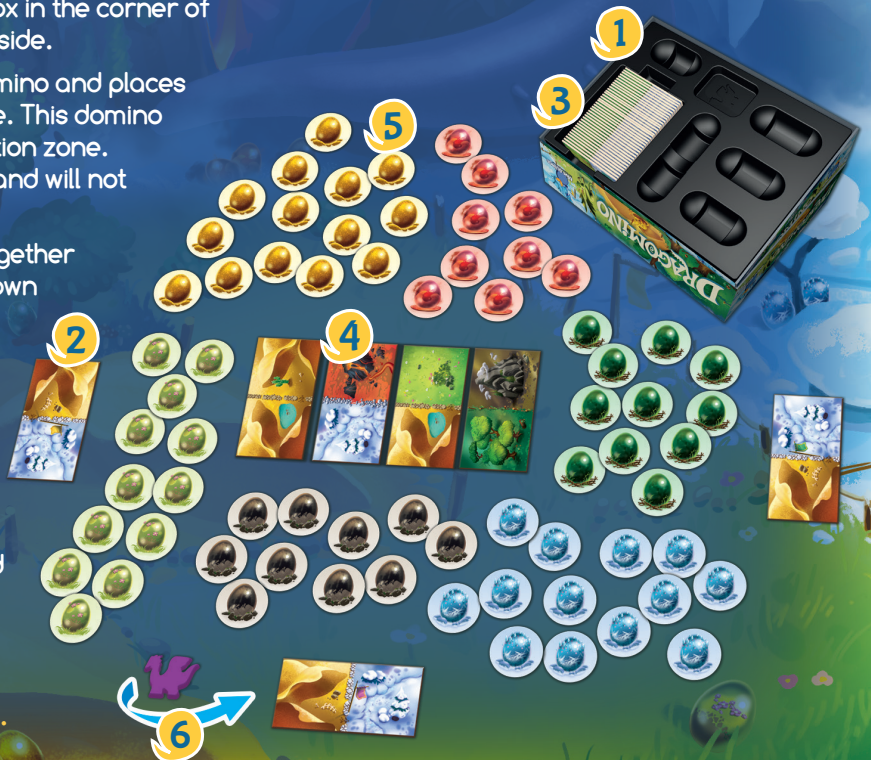 ox in the corner of
side.
mino and places
e. This domino
tion zone.
and will not
gether
own
y
.
1
3
5
DRAGOMINO
2
4
6